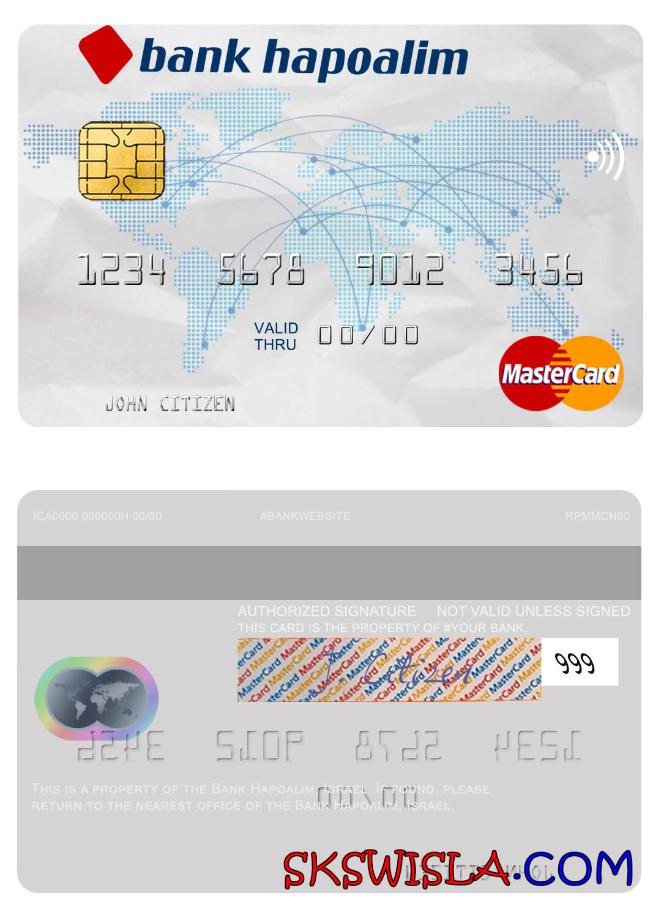 bank hapoalim
1234 5678 9012 3456
VALID THRU 00/00
MasterCard
JOHN CITIZEN
ICA0000 000000H 00/00 #BANKWEBSITE RPMMCN00
AUTHORIZED SIGNATURE NOT VALID UNLESS SIGNED
THIS CARD IS THE PROPERTY OF #YOUR BANK.
J. Citizen 999
THIS IS A PROPERTY OF THE BANK HAPOALIM, ISRAEL. IF FOUND, PLEASE
RETURN TO THE NEAREST OFFICE OF THE BANK HAPOALIM, ISRAEL.
SKSWISLA.COM